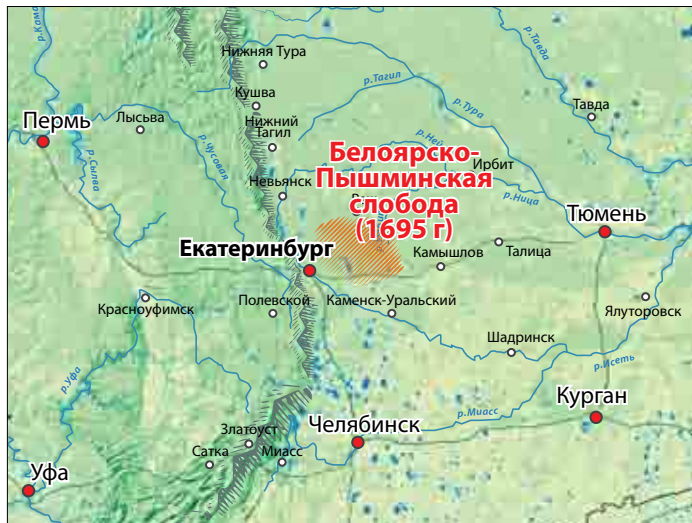 р.Кама
Нижняя Тура
р.Тавда
Кушва
р.Тагил
р.Тура
Тавда
Пермь
Лысьва
Нижний
Тагил
р.Чусовая
р.Сылва
Белоярско-
Пышминская
слобода
(1695 г)
Ирбит
Невьянск
р.Ница
Тюмень
Екатеринбург
Камышлов
Талица
Красноуфимск
Полевской
Каменск-Уральский
Ялуторовск
Шадринск
р.Исеть
р.Уфа
р.Миасс
Курган
Златоуст
Челябинск
Сатка
Миасс
Уфа